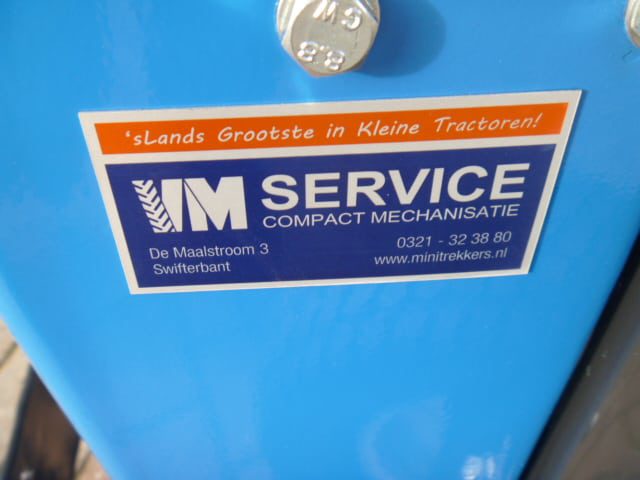 SW
8.8
'sLands Grootste in Kleine Tractoren!
VM SERVICE
COMPACT MECHANISATIE
De Maalstroom 3
0321 - 32 38 80
Swifterbant
www.minitrekkers.nl